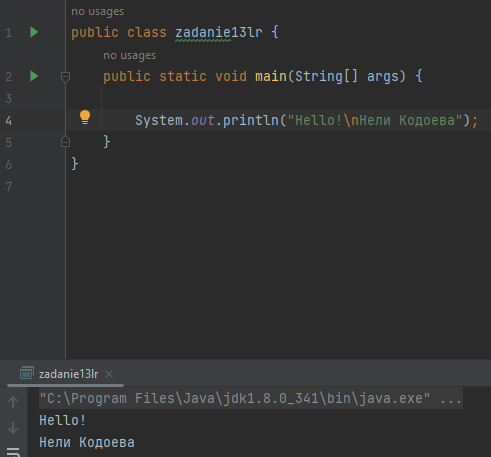 no usages
1 public class zadanie13lr {
no usages
2 public static void main(String[] args) {
3
4 System.out.println("Hello!\nНели Кодоева");
5 }
6 }
7
zadanie13lr
"C:\Program Files\Java\jdk1.8.0_341\bin\java.exe" ...
Hello!
Нели Кодоева